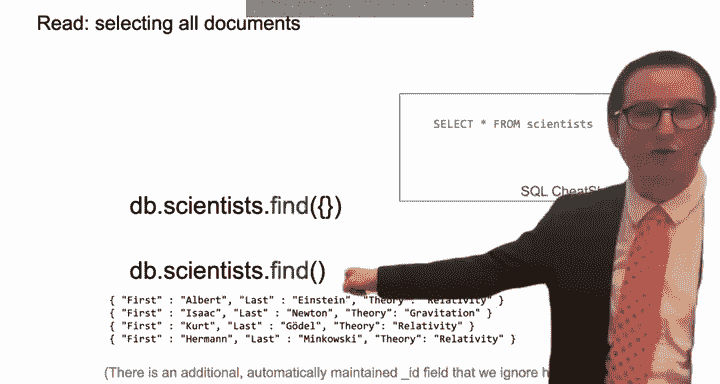 Read: selecting all documents
SELECT * FROM scientists
SQL
db.scientists.find({})
db.scientists.find()
{ "First" : "Albert", "Last" : "Einstein", "Theory": "Relativity" }
{ "First" : "Isaac", "Last" : "Newton", "Theory": "Gravitation" }
{ "First" : "Kurt", "Last" : "Gödel", "Theory": "Relativity" }
{ "First" : "Hermann", "Last" : "Minkowski", "Theory": "Relativity" }
(There is an additional, automatically maintained _id field that we ignore